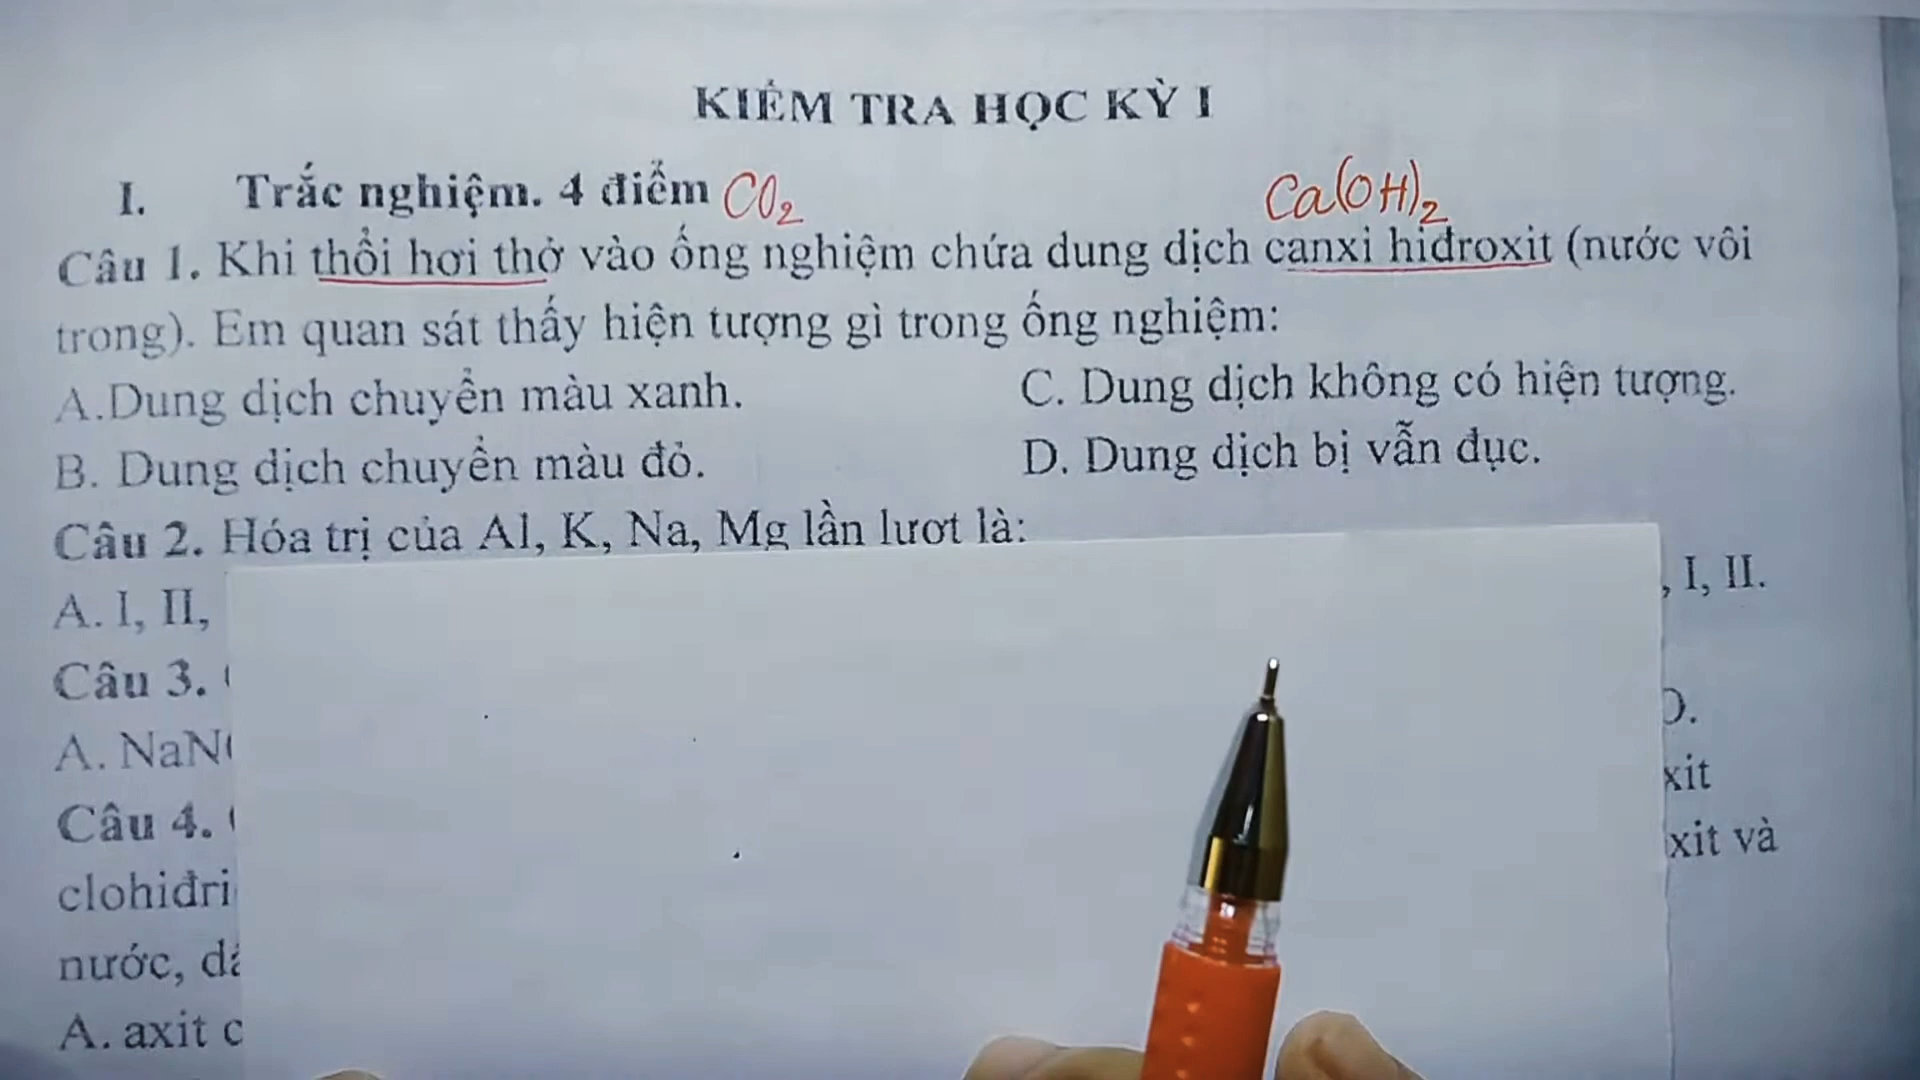 KIỂM TRA HỌC KỲ I
I. Trắc nghiệm. 4 điểm CO₂ Ca(OH)₂
Câu 1. Khi thổi hơi thở vào ống nghiệm chứa dung dịch canxi hiđroxit (nước vôi
trong). Em quan sát thấy hiện tượng gì trong ống nghiệm:
A.Dung dịch chuyển màu xanh. C. Dung dịch không có hiện tượng.
B. Dung dịch chuyển màu đỏ. D. Dung dịch bị vẫn đục.
Câu 2. Hóa trị của Al, K, Na, Mg lần lượt là:
A. I, II, , I, II.
Câu 3.
A. NaN
Câu 4. xit
clohiđri xit và
nước,
A. axit